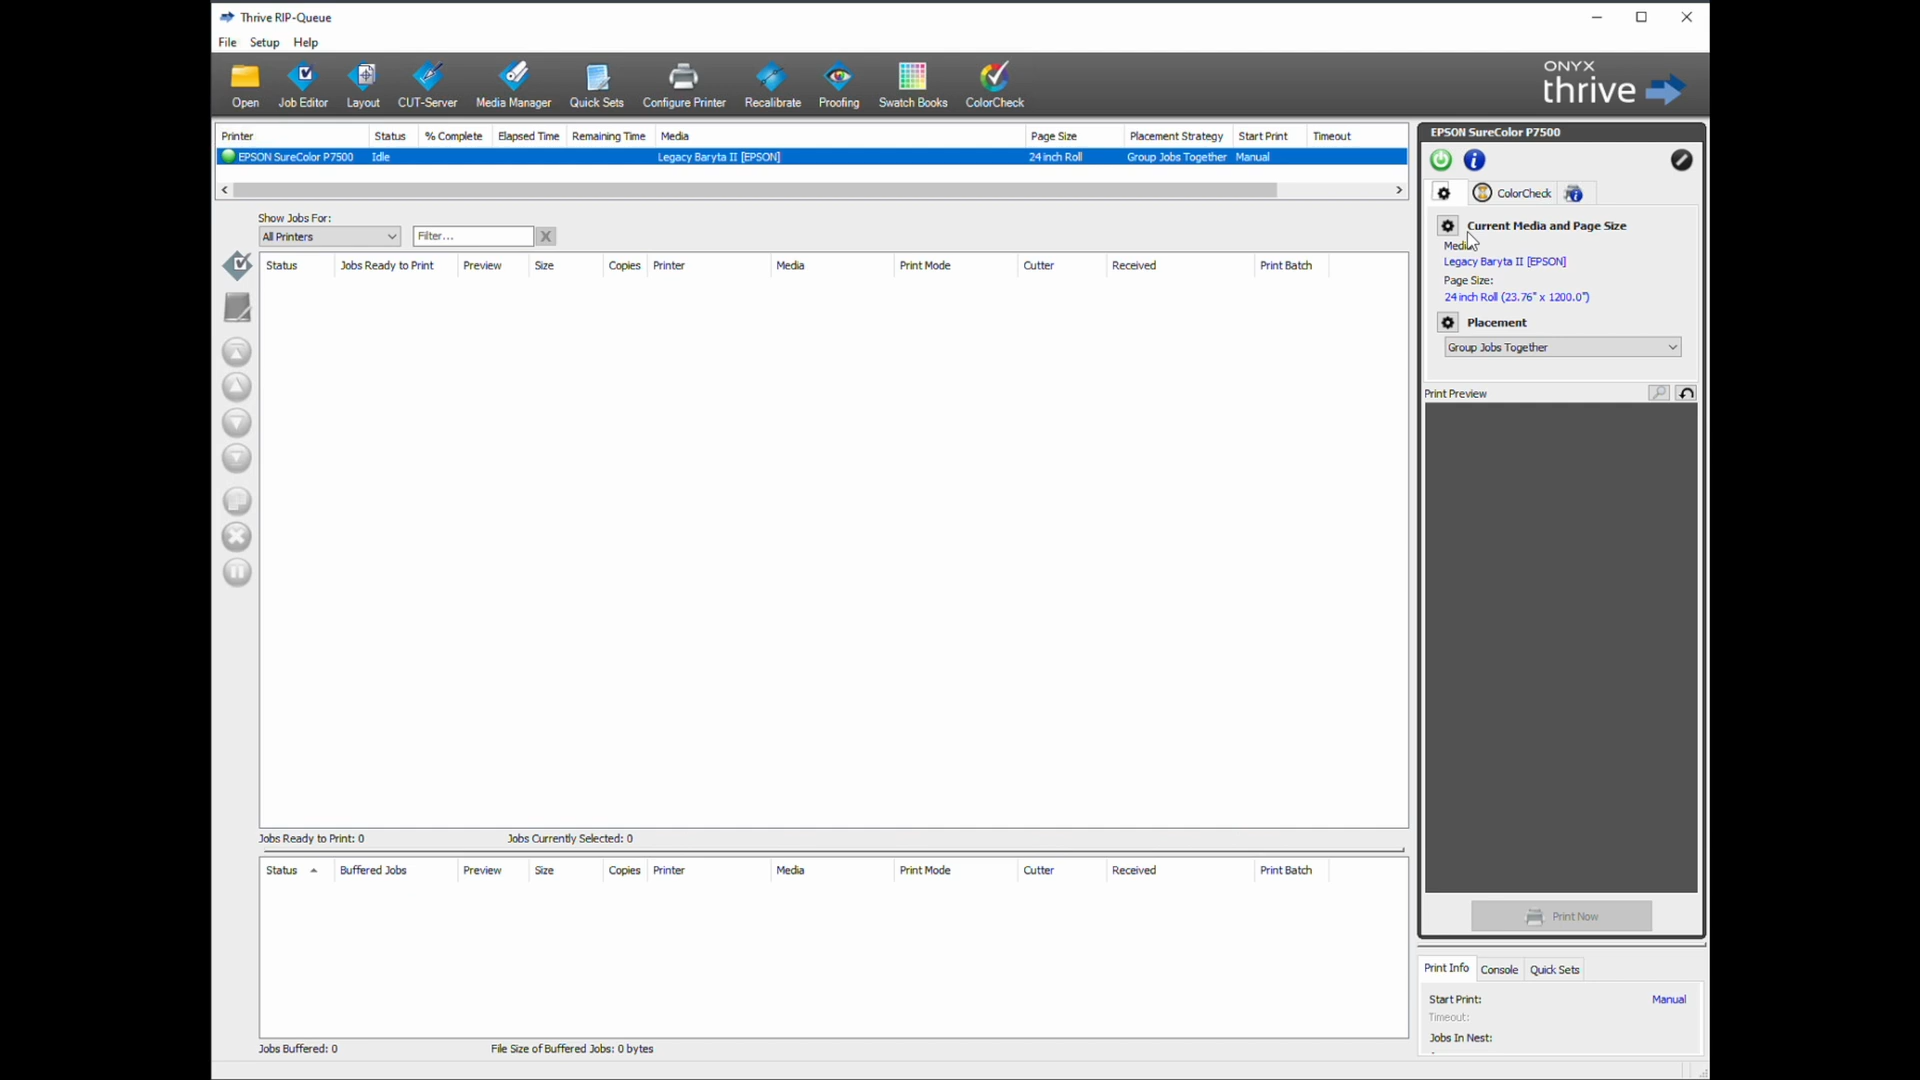 Thrive RIP-Queue
File Setup Help
Open Job Editor Layout CUT-Server Media Manager Quick Sets Configure Printer Recalibrate Proofing Swatch Books ColorCheck
ONYX
thrive
Printer Status % Complete Elapsed Time Remaining Time Media Page Size Placement Strategy Start Print Timeout
EPSON SureColor P7500 Idle Legacy Baryta II [EPSON] 24 inch Roll Group Jobs Together Manual
Show Jobs For:
All Printers Filter... X
Status Jobs Ready to Print Preview Size Copies Printer Media Print Mode Cutter Received Print Batch
Jobs Ready to Print: 0 Jobs Currently Selected: 0
Status Buffered Jobs Preview Size Copies Printer Media Print Mode Cutter Received Print Batch
Jobs Buffered: 0 File Size of Buffered Jobs: 0 bytes
EPSON SureColor P7500
ColorCheck
Current Media and Page Size
Legacy Baryta II [EPSON]
Page Size:
24 inch Roll (23.76" x 1200.0")
Placement
Group Jobs Together
Print Preview
Print Now
Print Info Console Quick Sets
Start Print: Manual
Timeout:
Jobs In Nest: